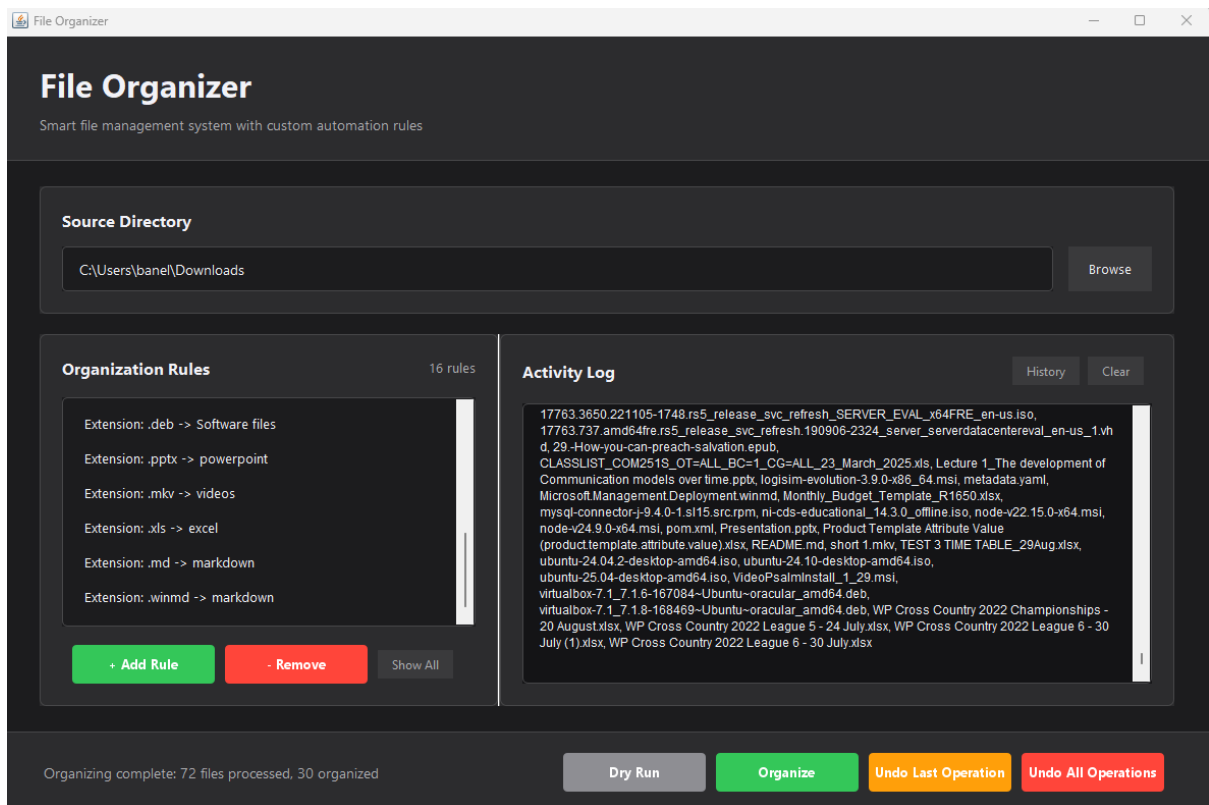 File Organizer
File Organizer
Smart file management system with custom automation rules
Source Directory
C:\Users\banel\Downloads
Browse
Organization Rules
16 rules
Extension: .deb -> Software files
Extension: .pptx -> powerpoint
Extension: .mkv -> videos
Extension: .xls -> excel
Extension: .md -> markdown
Extension: .winmd -> markdown
+ Add Rule
- Remove
Show All
Activity Log
History
Clear
17763.3650.221105-1748.rs5_release_svc_refresh_SERVER_EVAL_x64FRE_en-us.iso,
17763.737.amd64fre.rs5_release_svc_refresh.190906-2324_server_serverdatacentereval_en-us_1.vh
d, 29.-How-you-can-preach-salvation.epub,
CLASSLIST_COM251S_OT=ALL_BC=1_CG=ALL_23_March_2025.xls, Lecture 1_The development of
Communication models over time.pptx, logisim-evolution-3.9.0-x86_64.msi, metadata.yaml,
Microsoft.Management.Deployment.winmd, Monthly_Budget_Template_R1650.xlsx,
mysql-connector-j-9.4.0-1.sl15.src.rpm, ni-cds-educational_14.3.0_offline.iso, node-v22.15.0-x64.msi,
node-v24.9.0-x64.msi, pom.xml, Presentation.pptx, Product Template Attribute Value
(product.template.attribute.value).xlsx, README.md, short 1.mkv, TEST 3 TIME TABLE_29Aug.xlsx,
ubuntu-24.04.2-desktop-amd64.iso, ubuntu-24.10-desktop-amd64.iso,
ubuntu-25.04-desktop-amd64.iso, VideoPsalmInstall_1_29.msi,
virtualbox-7.1_7.1.6-167084~Ubuntu~oracular_amd64.deb,
virtualbox-7.1_7.1.8-168469~Ubuntu~oracular_amd64.deb, WP Cross Country 2022 Championships -
20 August.xlsx, WP Cross Country 2022 League 5 - 24 July.xlsx, WP Cross Country 2022 League 6 - 30
July (1).xlsx, WP Cross Country 2022 League 6 - 30 July.xlsx
Organizing complete: 72 files processed, 30 organized
Dry Run
Organize
Undo Last Operation
Undo All Operations